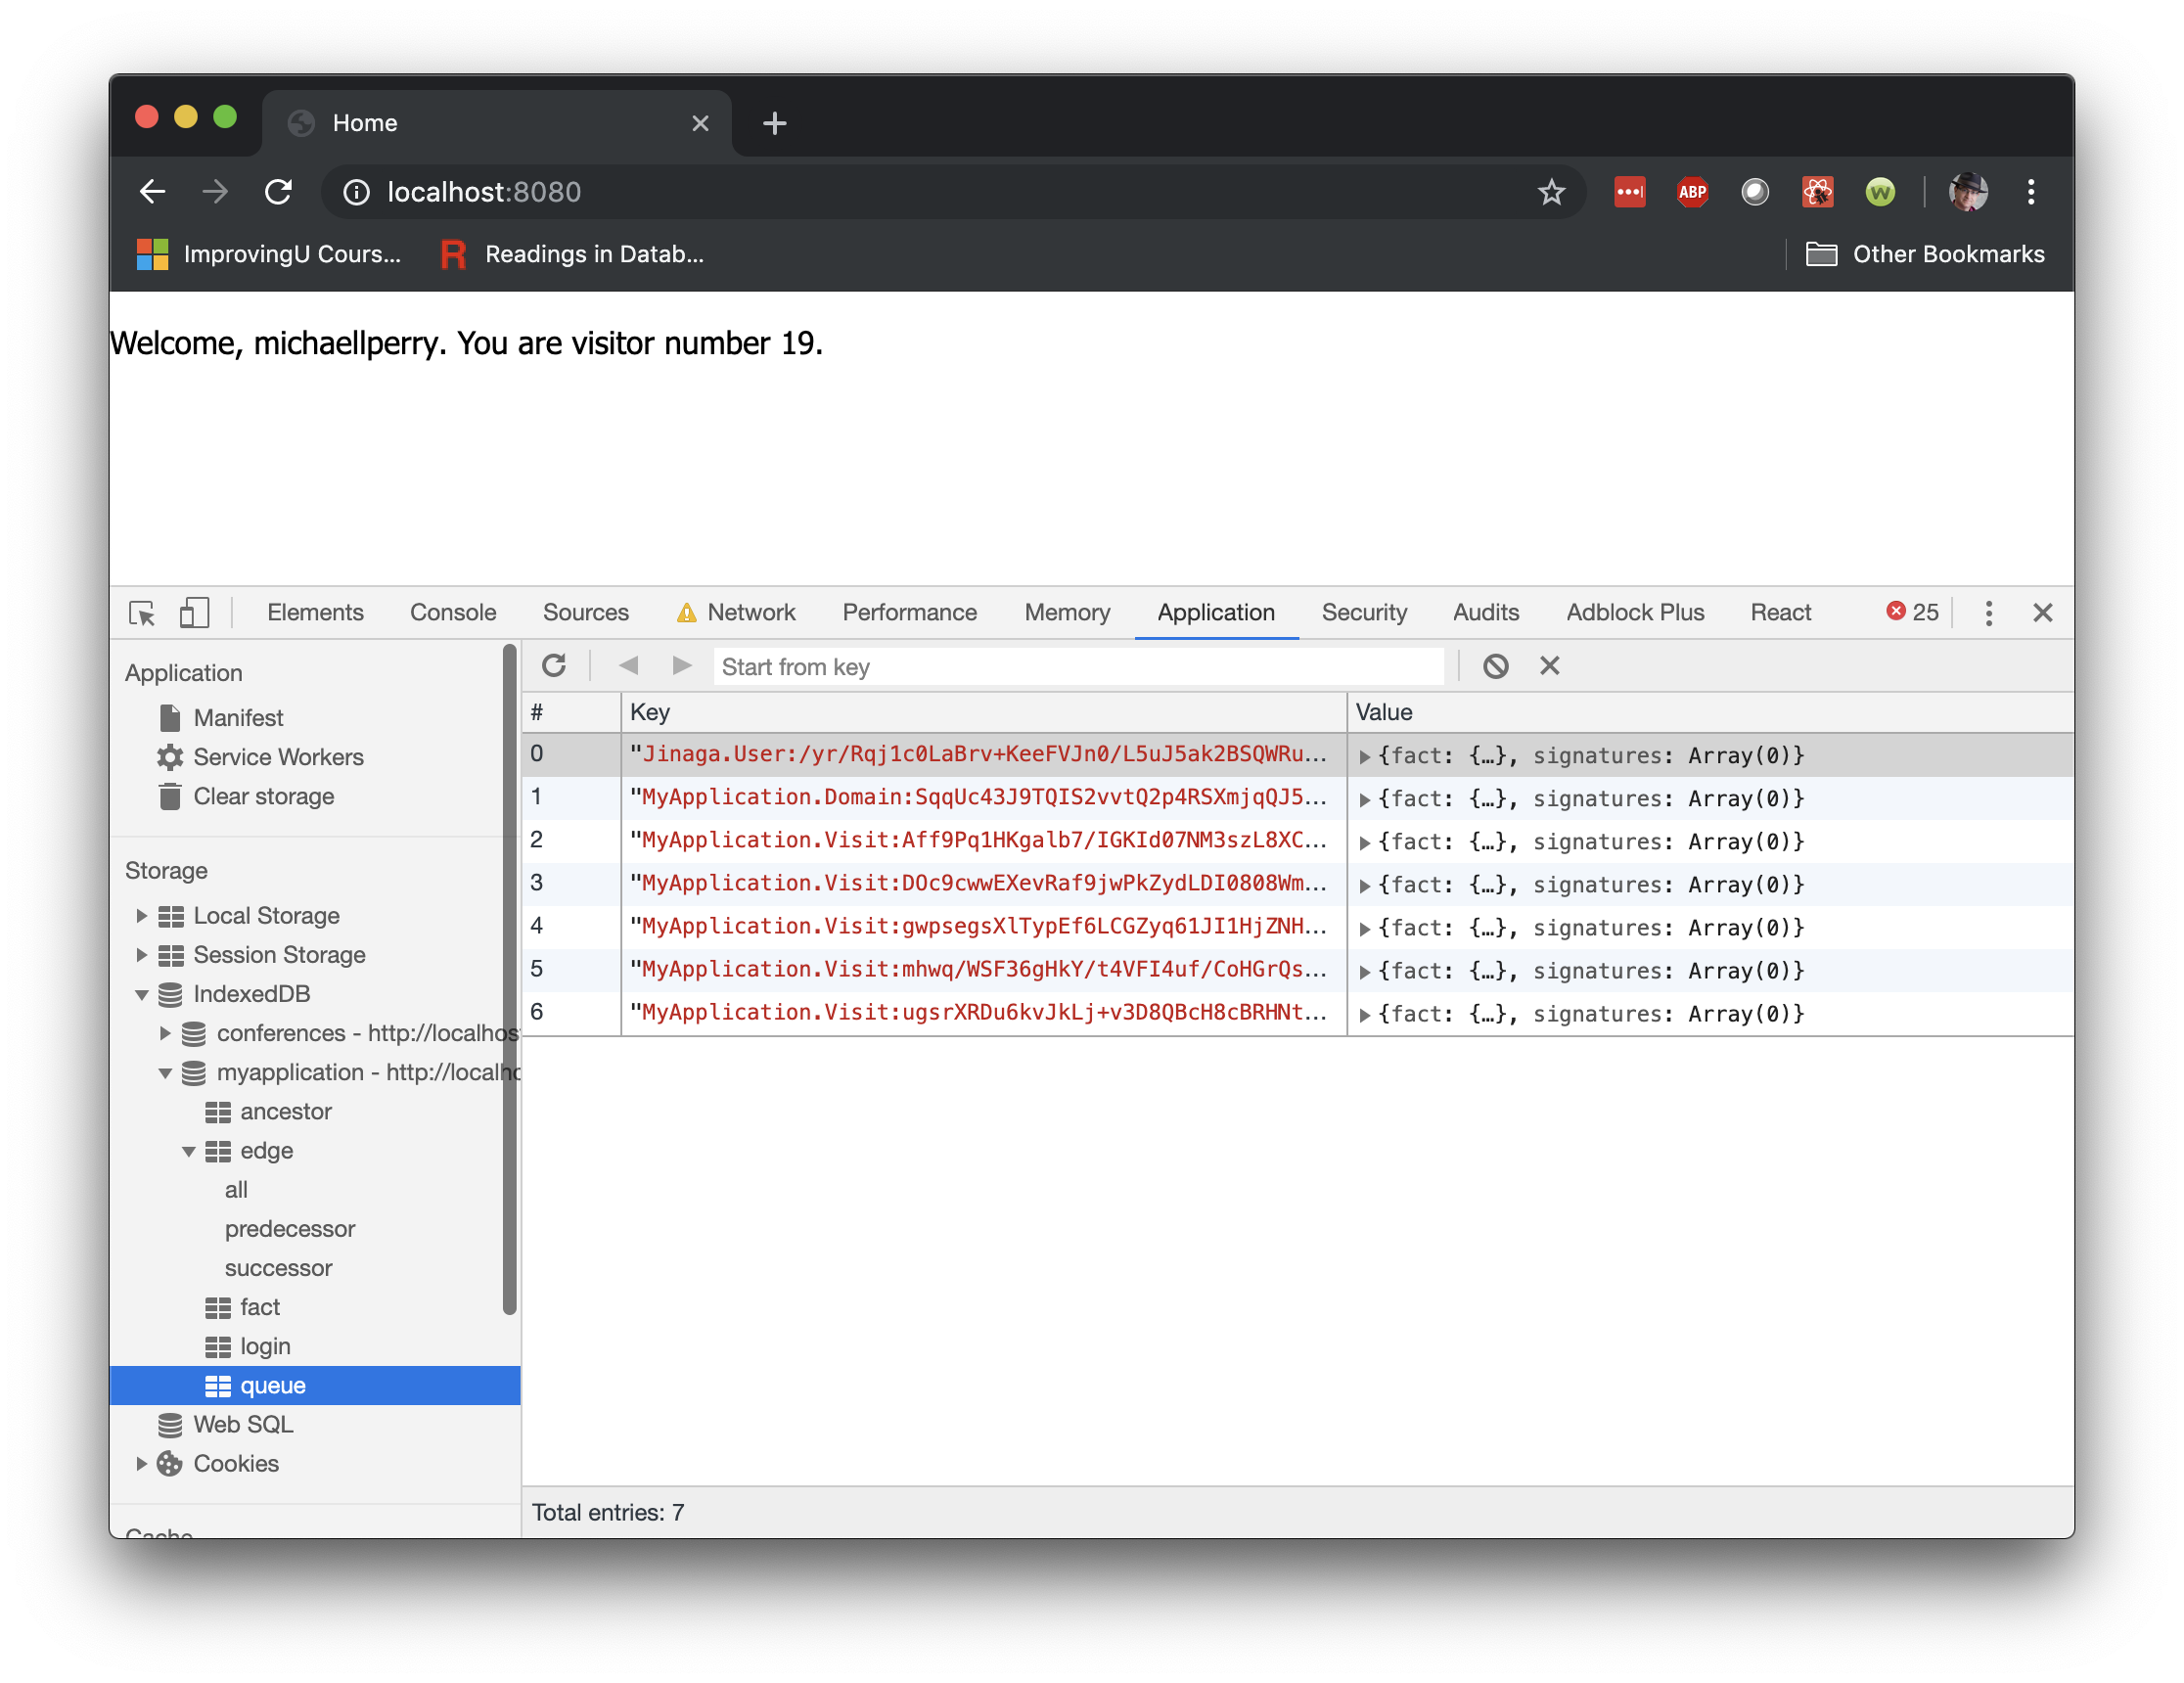 Home
localhost:8080
ABP
ImprovingU Cours...
R Readings in Datab...
Other Bookmarks
Welcome, michaellperry. You are visitor number 19.
Elements Console Sources Network Performance Memory Application Security Audits Adblock Plus React 25
Application
Manifest
Service Workers
Clear storage
Storage
Local Storage
Session Storage
IndexedDB
conferences - http://localhos
myapplication - http://localho
ancestor
edge
all
predecessor
successor
fact
login
queue
Web SQL
Cookies
Cache
Start from key
# Key Value
0 "Jinaga.User:/yr/Rqj1c0LaBrv+KeeFVJn0/L5uJ5ak2BSQWRu... {fact: {…}, signatures: Array(0)}
1 "MyApplication.Domain:SqqUc43J9TQIS2vvtQ2p4RSXmjqQJ5... {fact: {…}, signatures: Array(0)}
2 "MyApplication.Visit:Aff9Pq1HKgalb7/IGKId07NM3szL8XC... {fact: {…}, signatures: Array(0)}
3 "MyApplication.Visit:DOc9cwwEXevRaf9jwPkZydLDI0808Wm... {fact: {…}, signatures: Array(0)}
4 "MyApplication.Visit:gwpsegsXlTypEf6LCGZyq61JI1HjZNH... {fact: {…}, signatures: Array(0)}
5 "MyApplication.Visit:mhwq/WSF36gHkY/t4VFI4uf/CoHGrQs... {fact: {…}, signatures: Array(0)}
6 "MyApplication.Visit:ugsrXRDu6kvJkLj+v3D8QBcH8cBRHNt... {fact: {…}, signatures: Array(0)}
Total entries: 7